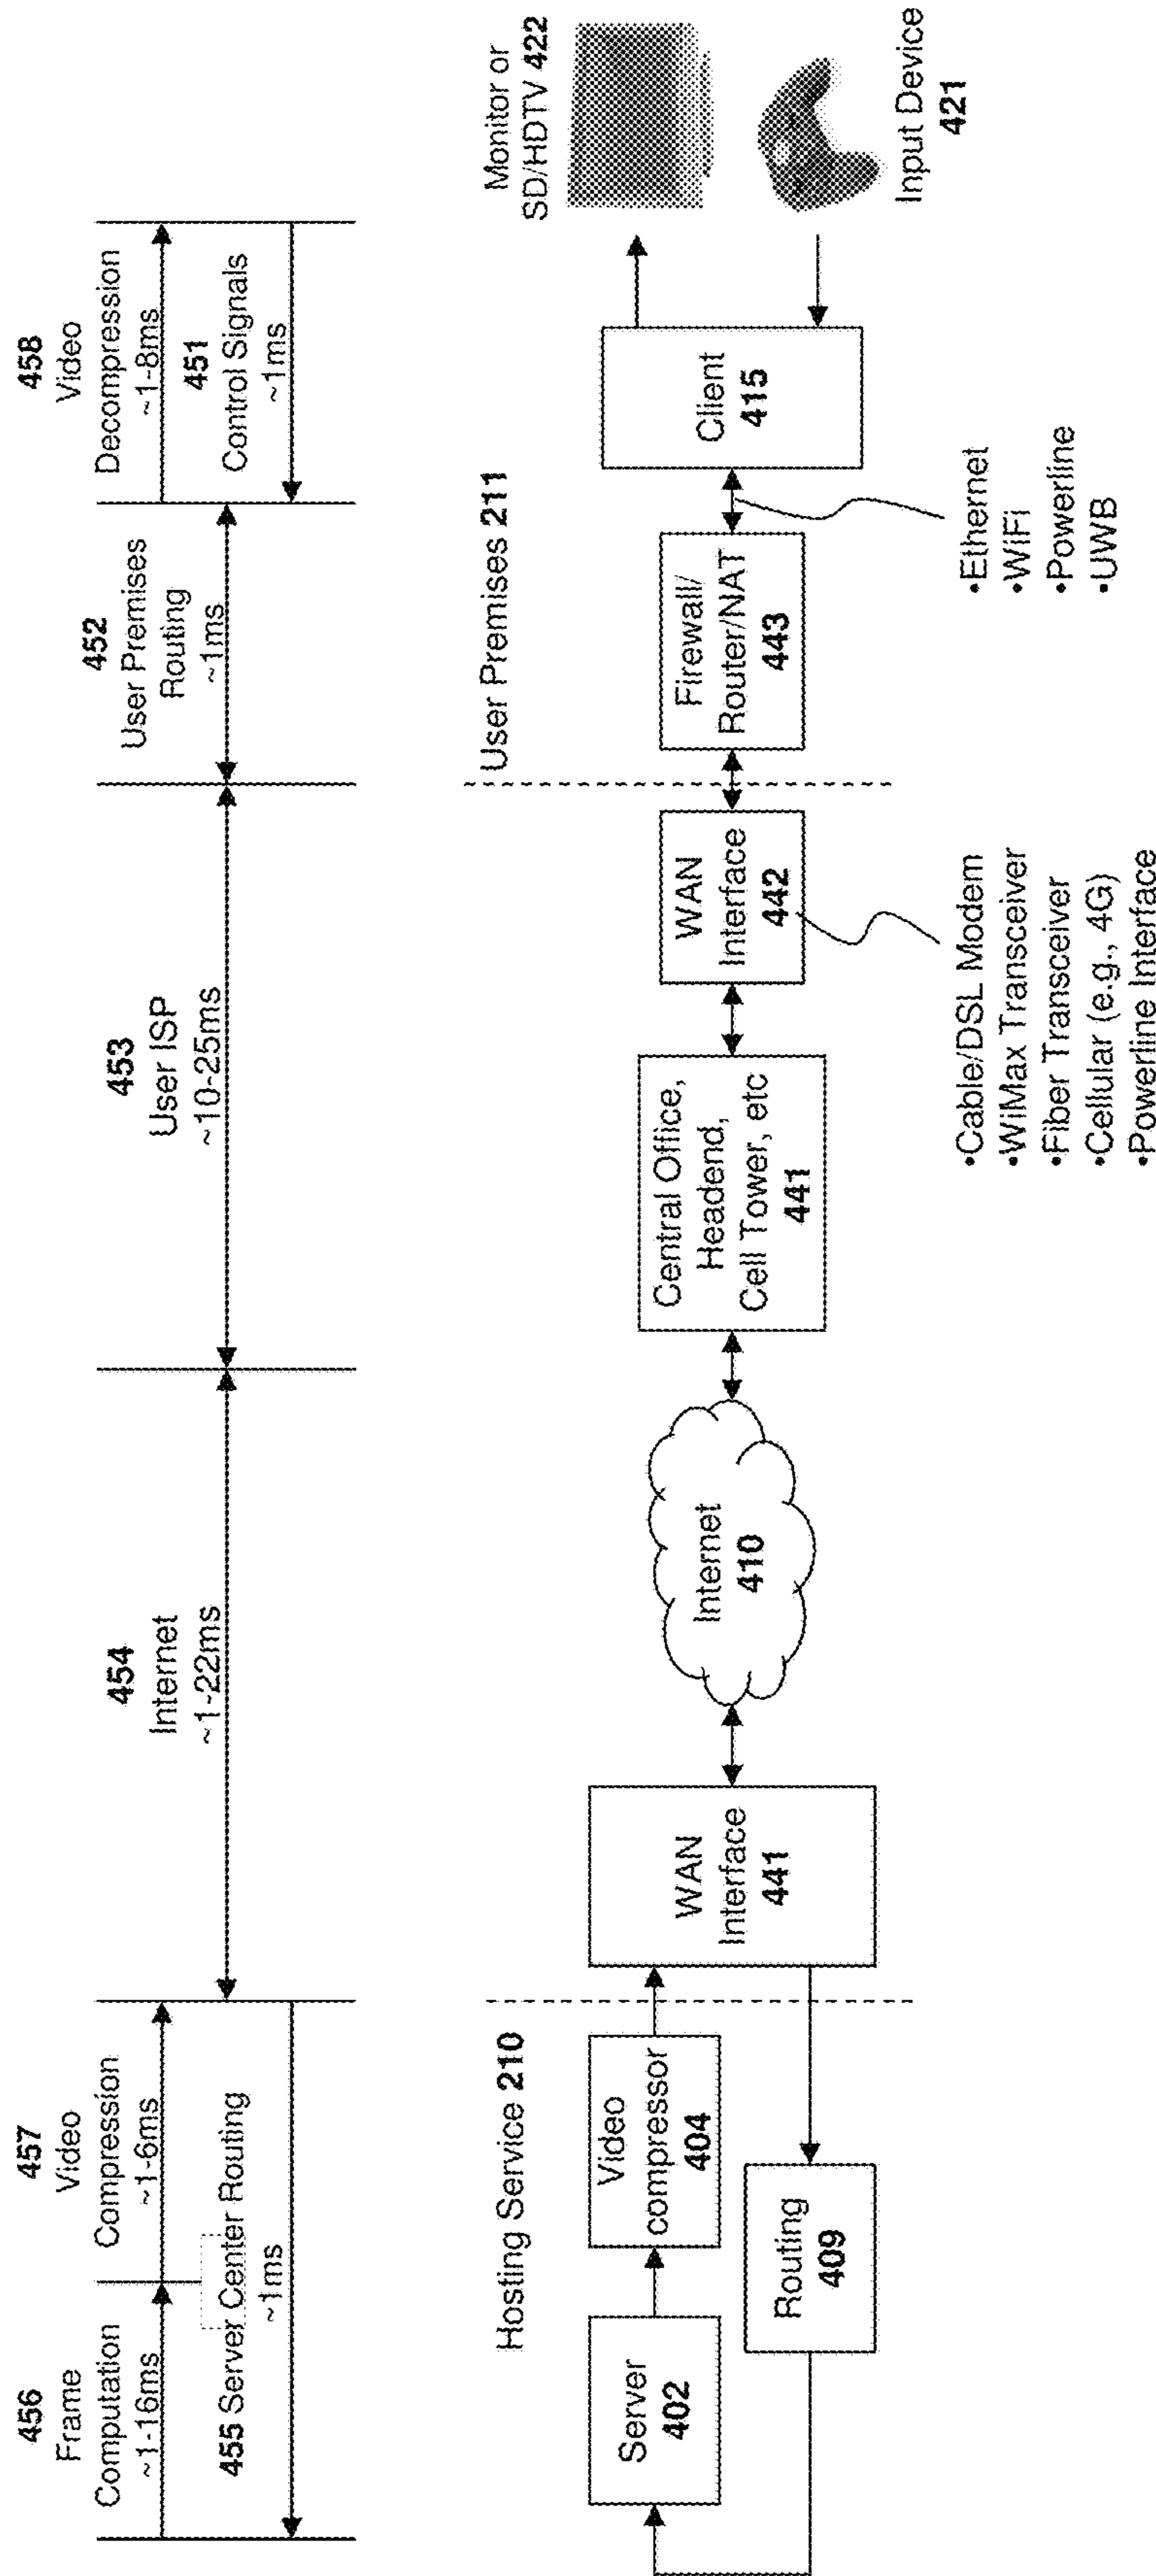 456
Frame
Computation
~1-16ms
457
Video
Compression
~1-6ms
455 Server Center Routing
~1ms
454
Internet
~1-22ms
453
User ISP
~10-25ms
452
User Premises
Routing
~1ms
458
Video
Decompression
~1-8ms
451
Control Signals
~1ms
Hosting Service 210
Server
402
Video
compressor
404
Routing
409
WAN
Interface
441
Internet
410
Central Office,
Headend,
Cell Tower, etc
441
WAN
Interface
442
•Cable/DSL Modem
•WiMax Transceiver
•Fiber Transceiver
•Cellular (e.g., 4G)
•Powerline Interface
User Premises 211
Firewall/
Router/NAT
443
•Ethernet
•WiFi
•Powerline
•UWB
Client
415
Monitor or
SD/HDTV 422
Input Device
421